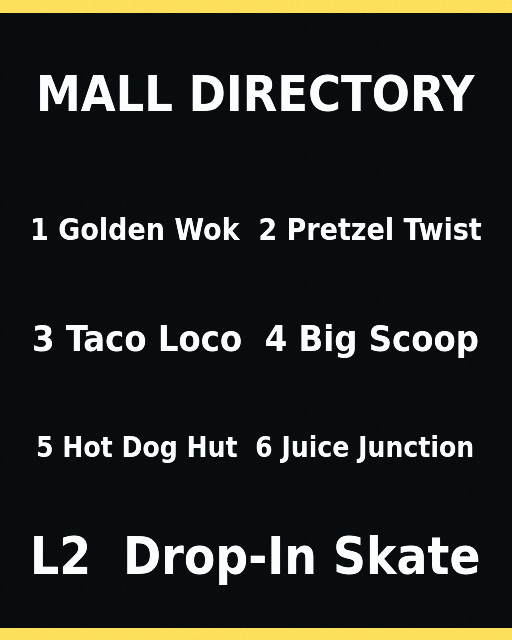 MALL DIRECTORY
1 Golden Wok 2 Pretzel Twist
3 Taco Loco 4 Big Scoop
5 Hot Dog Hut 6 Juice Junction
L2 Drop-In Skate